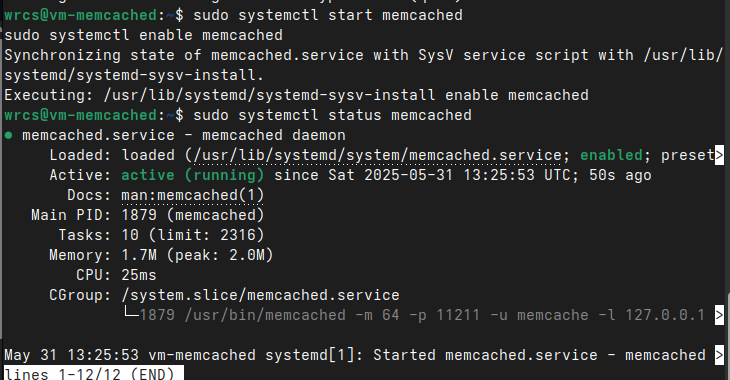 wrcs@vm-memcached:~$ sudo systemctl start memcached
sudo systemctl enable memcached
Synchronizing state of memcached.service with SysV service script with /usr/lib/
systemd/systemd-sysv-install.
Executing: /usr/lib/systemd/systemd-sysv-install enable memcached
wrcs@vm-memcached:~$ sudo systemctl status memcached
● memcached.service - memcached daemon
Loaded: loaded (/usr/lib/systemd/system/memcached.service; enabled; preset>
Active: active (running) since Sat 2025-05-31 13:25:53 UTC; 50s ago
Docs: man:memcached(1)
Main PID: 1879 (memcached)
Tasks: 10 (limit: 2316)
Memory: 1.7M (peak: 2.0M)
CPU: 25ms
CGroup: /system.slice/memcached.service
└─1879 /usr/bin/memcached -m 64 -p 11211 -u memcache -l 127.0.0.1 >
May 31 13:25:53 vm-memcached systemd[1]: Started memcached.service - memcached >
lines 1-12/12 (END)